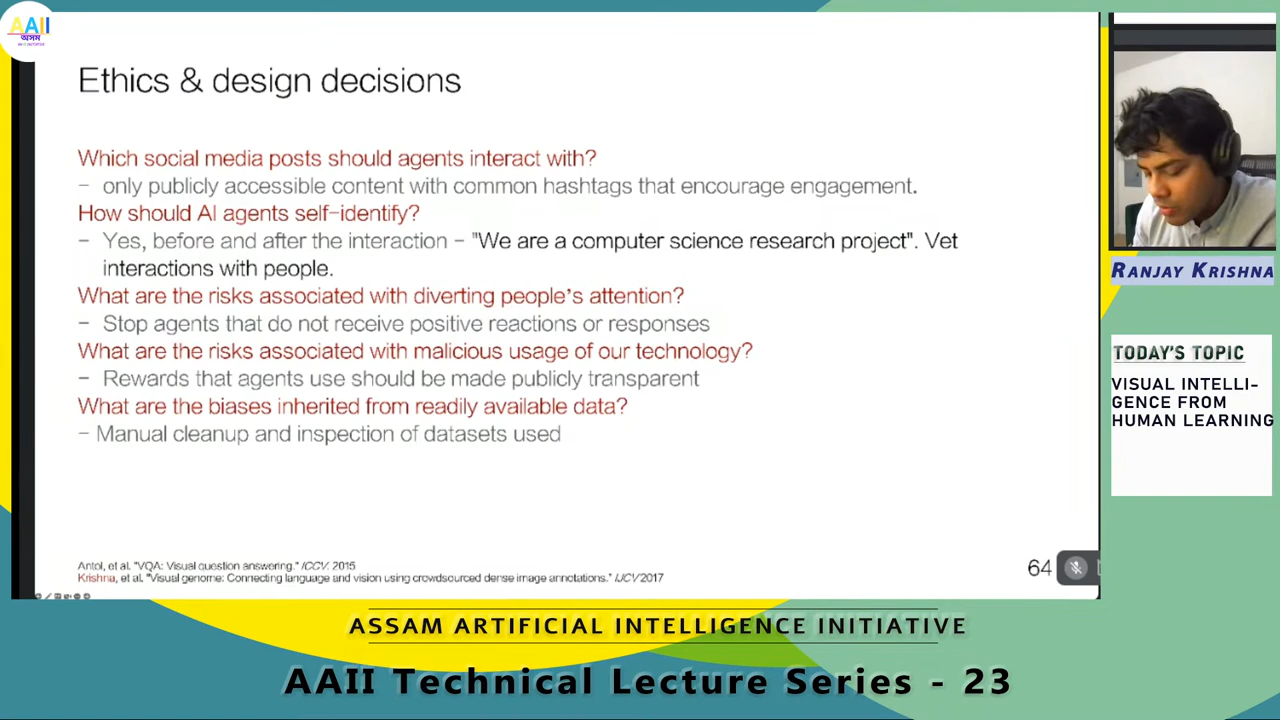 AAII
অসম
Ethics & design decisions
Which social media posts should agents interact with?
- only publicly accessible content with common hashtags that encourage engagement.
How should AI agents self-identify?
- Yes, before and after the interaction - "We are a computer science research project". Vet
interactions with people.
What are the risks associated with diverting people's attention?
- Stop agents that do not receive positive reactions or responses
What are the risks associated with malicious usage of our technology?
- Rewards that agents use should be made publicly transparent
What are the biases inherited from readily available data?
- Manual cleanup and inspection of datasets used
Antol, et al. "VQA: Visual question answering." ICCV. 2015
Krishna, et al. "Visual genome: Connecting language and vision using crowdsourced dense image annotations." IJCV 2017
64
RANJAY KRISHNA
TODAY'S TOPIC
VISUAL INTELLI-
GENCE FROM
HUMAN LEARNING
ASSAM ARTIFICIAL INTELLIGENCE INITIATIVE
AAII Technical Lecture Series - 23